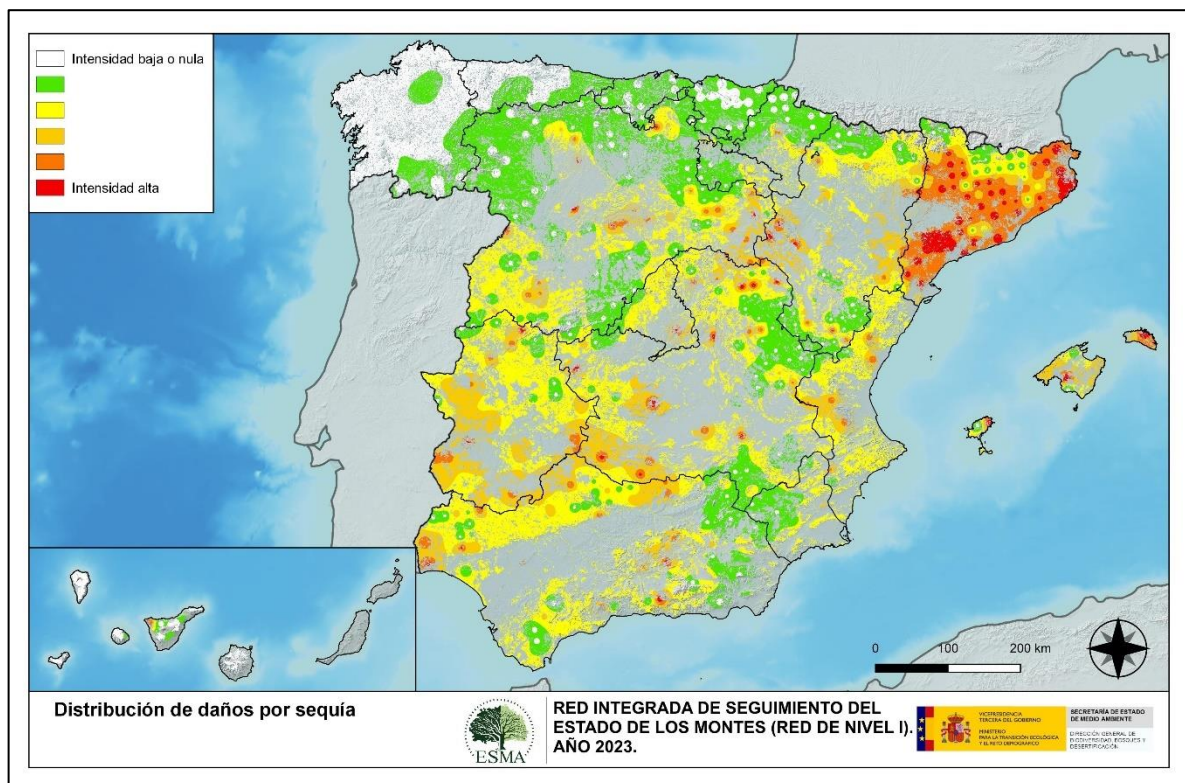 Intensidad baja o nula
Intensidad alta
0 100 200 km
Distribución de daños por sequía
ESMA
RED INTEGRADA DE SEGUIMIENTO DEL
ESTADO DE LOS MONTES (RED DE NIVEL I).
AÑO 2023.
VICEPRESIDENCIA
TERCERA DEL GOBIERNO
MINISTERIO
PARA LA TRANSICIÓN ECOLÓGICA
Y EL RETO DEMOGRÁFICO
SECRETARÍA DE ESTADO
DE MEDIO AMBIENTE
DIRECCIÓN GENERAL DE
BIODIVERSIDAD, BOSQUES Y
DESERTIFICACIÓN